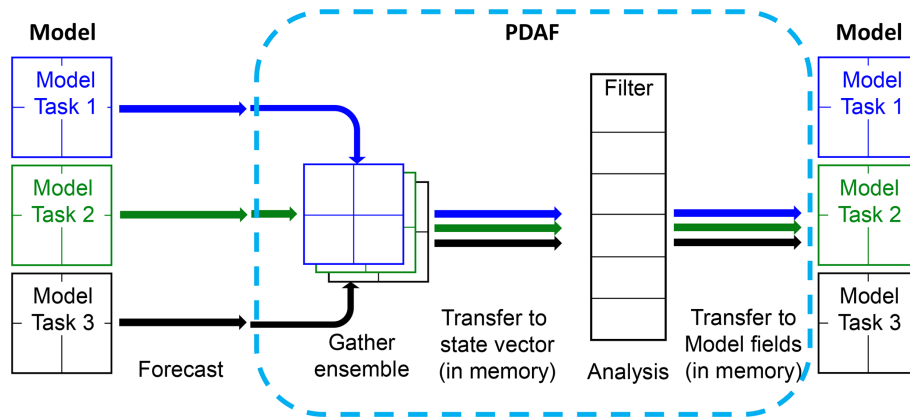 Model
PDAF
Model
Model
Task 1
Model
Task 2
Model
Task 3
Forecast
Gather
ensemble
Transfer to
state vector
(in memory)
Filter
Analysis
Transfer to
Model fields
(in memory)
Model
Task 1
Model
Task 2
Model
Task 3